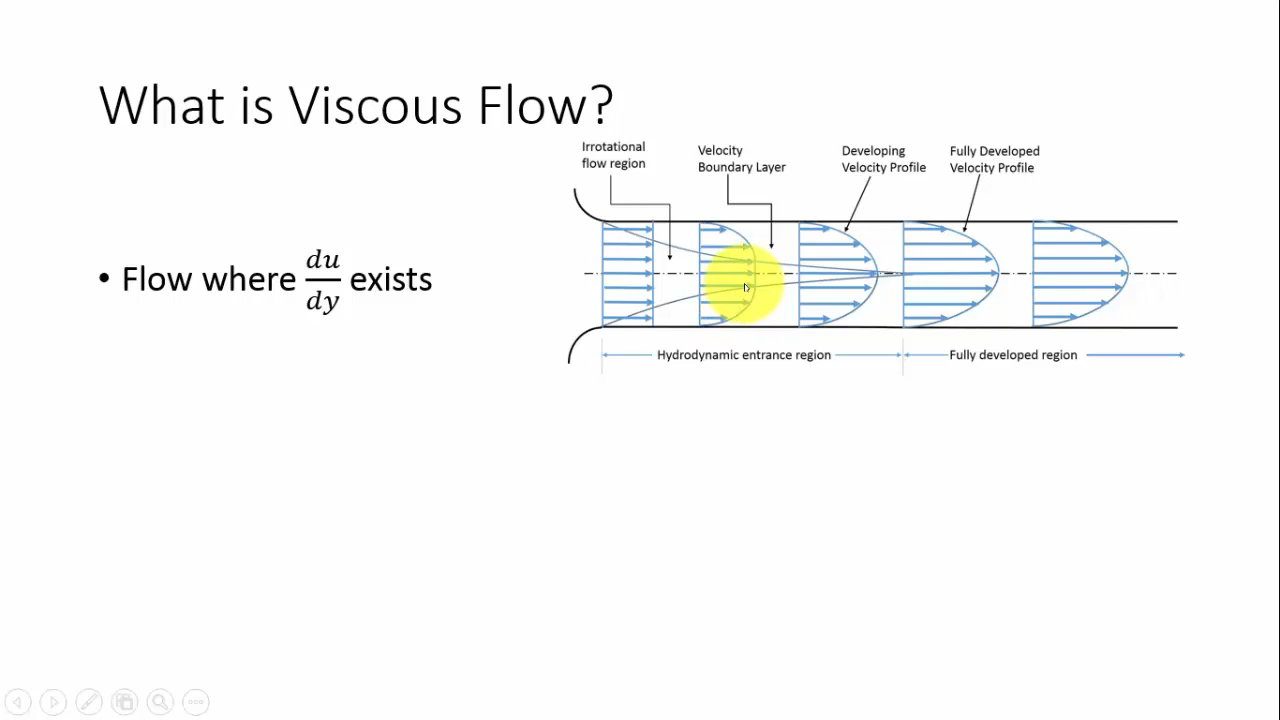 What is Viscous Flow?
Irrotational
flow region
Velocity
Boundary Layer
Developing
Velocity Profile
Fully Developed
Velocity Profile
• Flow where du/dy exists
Hydrodynamic entrance region
Fully developed region